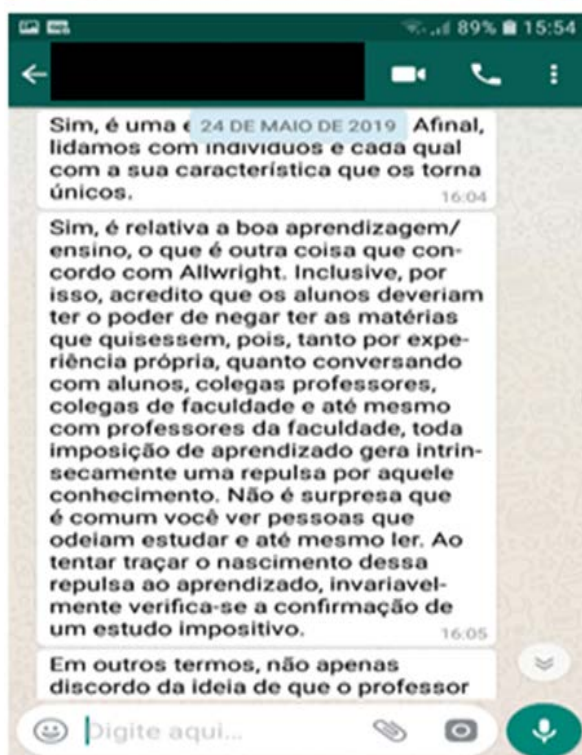 89% 15:54
24 DE MAIO DE 2019
Sim, é uma Afinal,
lidamos com indivíduos e cada qual
com a sua característica que os torna
únicos.
16:04
Sim, é relativa a boa aprendizagem/
ensino, o que é outra coisa que con-
cordo com Allwright. Inclusive, por
isso, acredito que os alunos deveriam
ter o poder de negar ter as matérias
que quisessem, pois, tanto por expe-
riência própria, quanto conversando
com alunos, colegas professores,
colegas de faculdade e até mesmo
com professores da faculdade, toda
imposição de aprendizado gera intrin-
secamente uma repulsa por aquele
conhecimento. Não é surpresa que
é comum você ver pessoas que
odeiam estudar e até mesmo ler. Ao
tentar traçar o nascimento dessa
repulsa ao aprendizado, invariavel-
mente verifica-se a confirmação de
um estudo impositivo.
16:05
Em outros termos, não apenas
discordo da ideia de que o professor
Digite aqui...